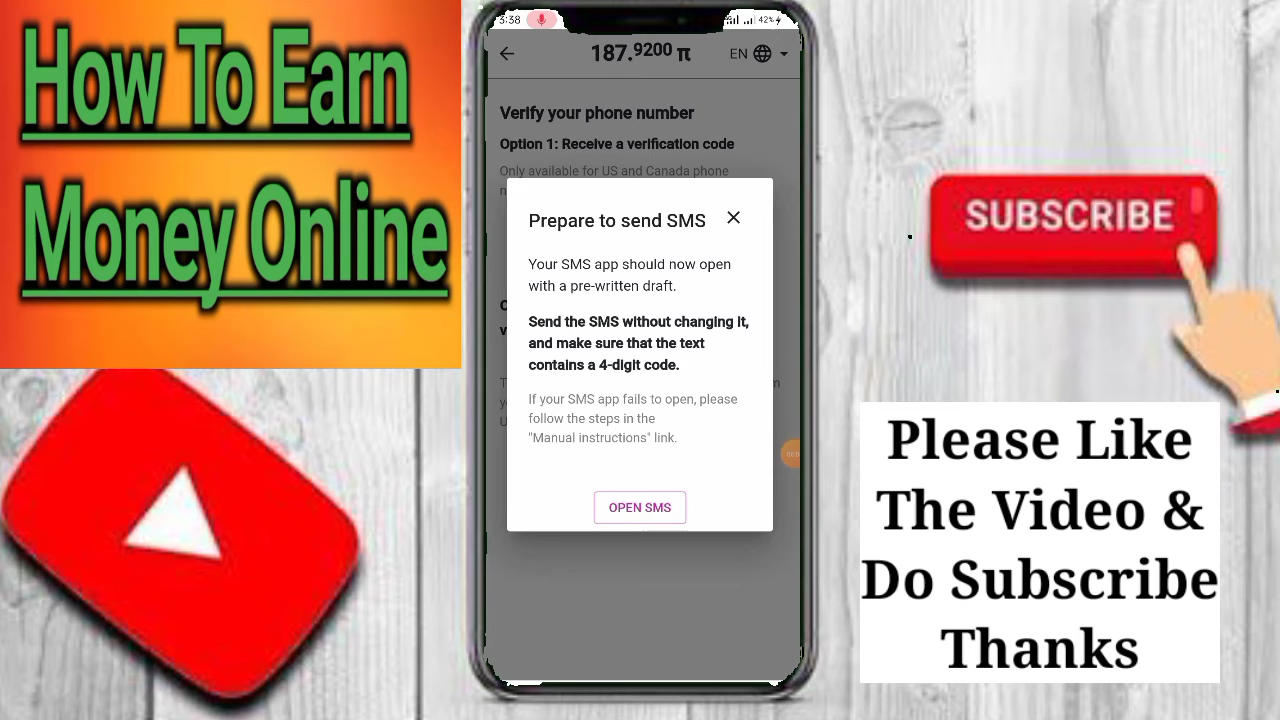 How To Earn
Money Online
3:38
42%
187.9200 π
EN
Verify your phone number
Option 1: Receive a verification code
Only available for US and Canada phone
Prepare to send SMS
Your SMS app should now open
with a pre-written draft.
Send the SMS without changing it,
and make sure that the text
contains a 4-digit code.
If your SMS app fails to open, please
follow the steps in the
"Manual instructions" link.
OPEN SMS
SUBSCRIBE
Please Like
The Video &
Do Subscribe
Thanks